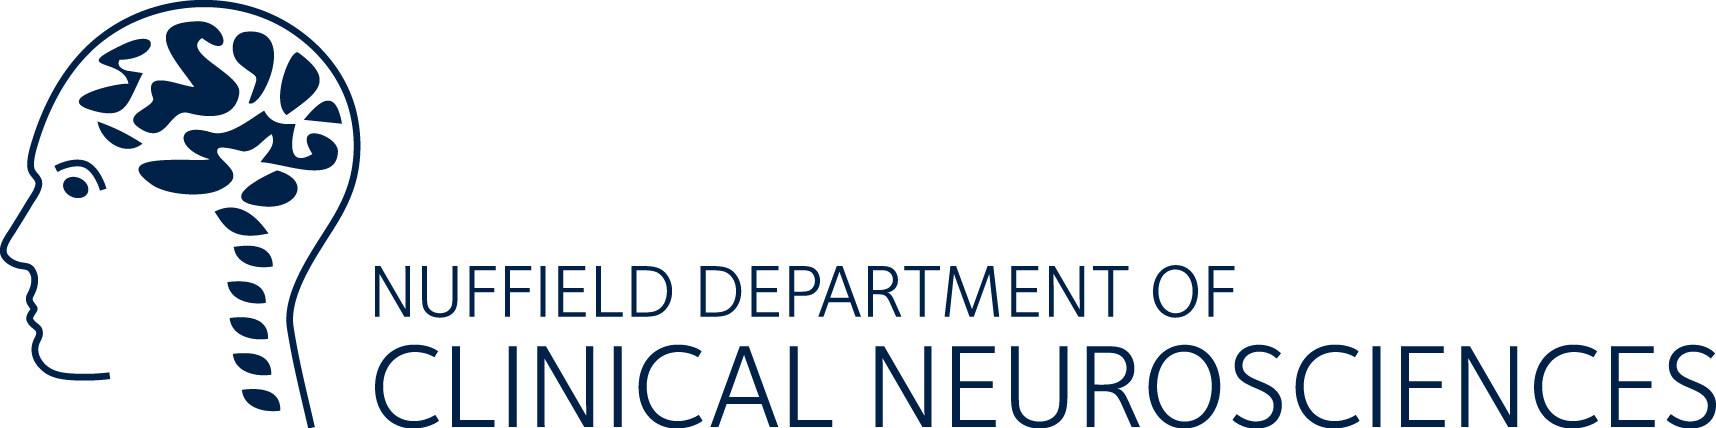 NUFFIELD DEPARTMENT OF
CLINICAL NEUROSCIENCES